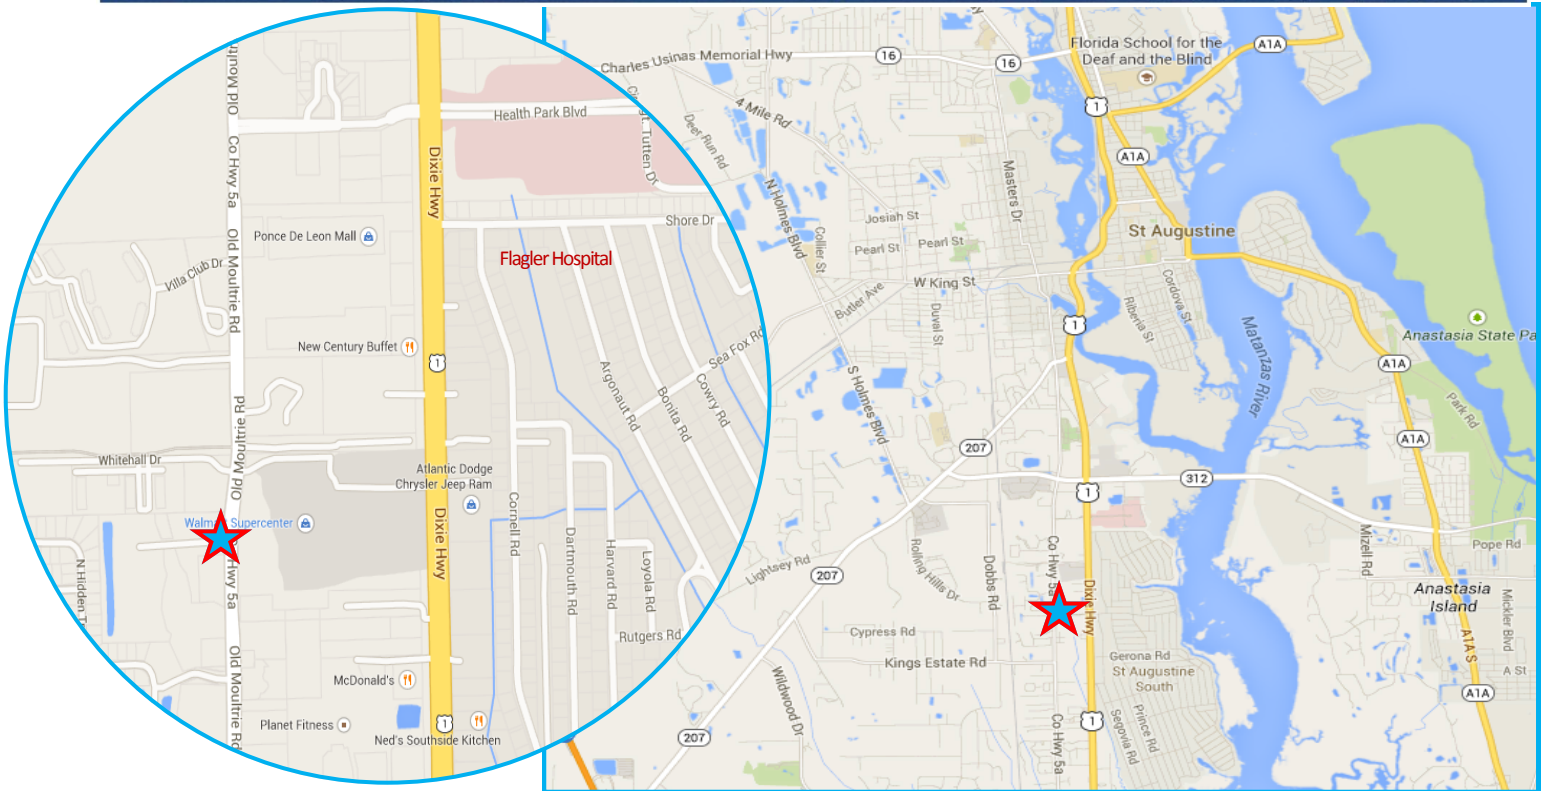 Old Moultr
Co Hwy 5a
Old Moultrie Rd
Old Moultrie Rd
Hwy 5a
Old Moultrie Rd
Health Park Blvd
Dixie Hwy
Tutten Dr
Shore Dr
Ponce De Leon Mall
Flagler Hospital
Villa Club Dr
New Century Buffet
1
Sea Fox Rd
Argonaut Rd
Bonita Rd
Cowry Rd
Whitehall Dr
Atlantic Dodge
Chrysler Jeep Ram
Supercenter
Dixie Hwy
Cornell Rd
Dartmouth Rd
Harvard Rd
Loyola Rd
N Hidden
Rutgers Rd
McDonald's
Planet Fitness
1
Ned's Southside Kitchen
Charles Usinas Memorial Hwy
16
16
Florida School for the
Deaf and the Blind
A1A
1
4 Mile Rd
Deer Run Rd
A1A
Masters Dr
N Holmes Blvd
Josiah St
Collier St
Pearl St
Pearl St
St Augustine
W King St
Butler Ave
Duval St
Cordova St
Riberia St
1
Matanzas River
Anastasia State Pa
A1A
S Holmes Blvd
Park Rd
A1A
207
312
1
Lightsey Rd
207
Rolling Hills Dr
Dobbs Rd
Co Hwy 5a
Dixie Hwy
Mizell Rd
Pope Rd
Anastasia
Island
Mickler Blvd
Cypress Rd
Kings Estate Rd
Gerona Rd
St Augustine
South
A1A S
A St
A1A
Wildwood Dr
207
Co Hwy 5a
1
Segovia Rd
Prince Rd